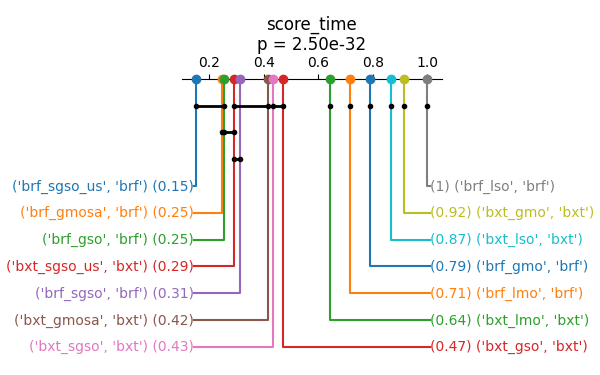 score_time
p = 2.50e-32
0.2 0.4 0.6 0.8 1.0
('brf_sgso_us', 'brf') (0.15) (1) ('brf_lso', 'brf')
('brf_gmosa', 'brf') (0.25) (0.92) ('bxt_gmo', 'bxt')
('brf_gso', 'brf') (0.25) (0.87) ('bxt_lso', 'bxt')
('bxt_sgso_us', 'bxt') (0.29) (0.79) ('brf_gmo', 'brf')
('brf_sgso', 'brf') (0.31) (0.71) ('brf_lmo', 'brf')
('bxt_gmosa', 'bxt') (0.42) (0.64) ('bxt_lmo', 'bxt')
('bxt_sgso', 'bxt') (0.43) (0.47) ('bxt_gso', 'bxt')